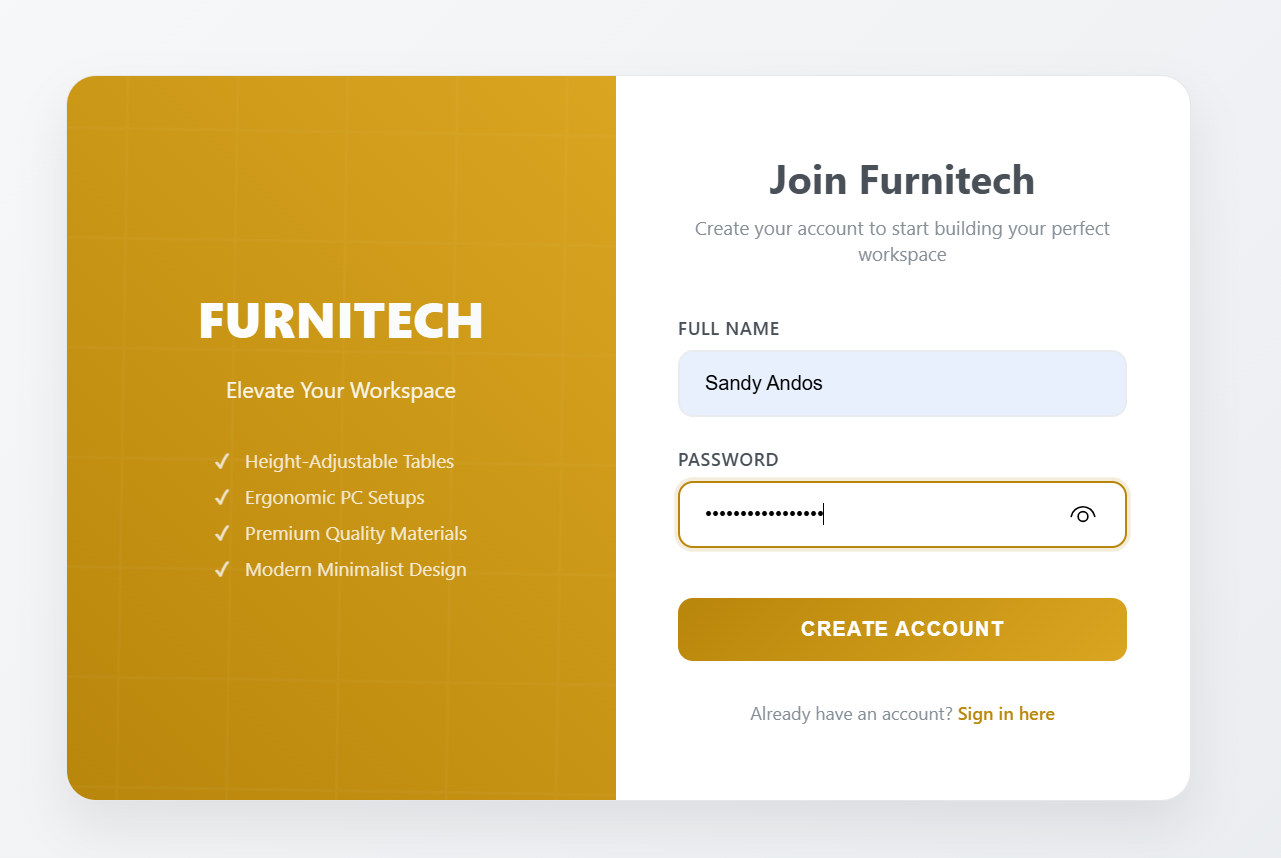 FURNITECH
Elevate Your Workspace
✓ Height-Adjustable Tables
✓ Ergonomic PC Setups
✓ Premium Quality Materials
✓ Modern Minimalist Design
Join Furnitech
Create your account to start building your perfect
workspace
FULL NAME
Sandy Andos
PASSWORD
•••••••••••••••••
CREATE ACCOUNT
Already have an account? Sign in here